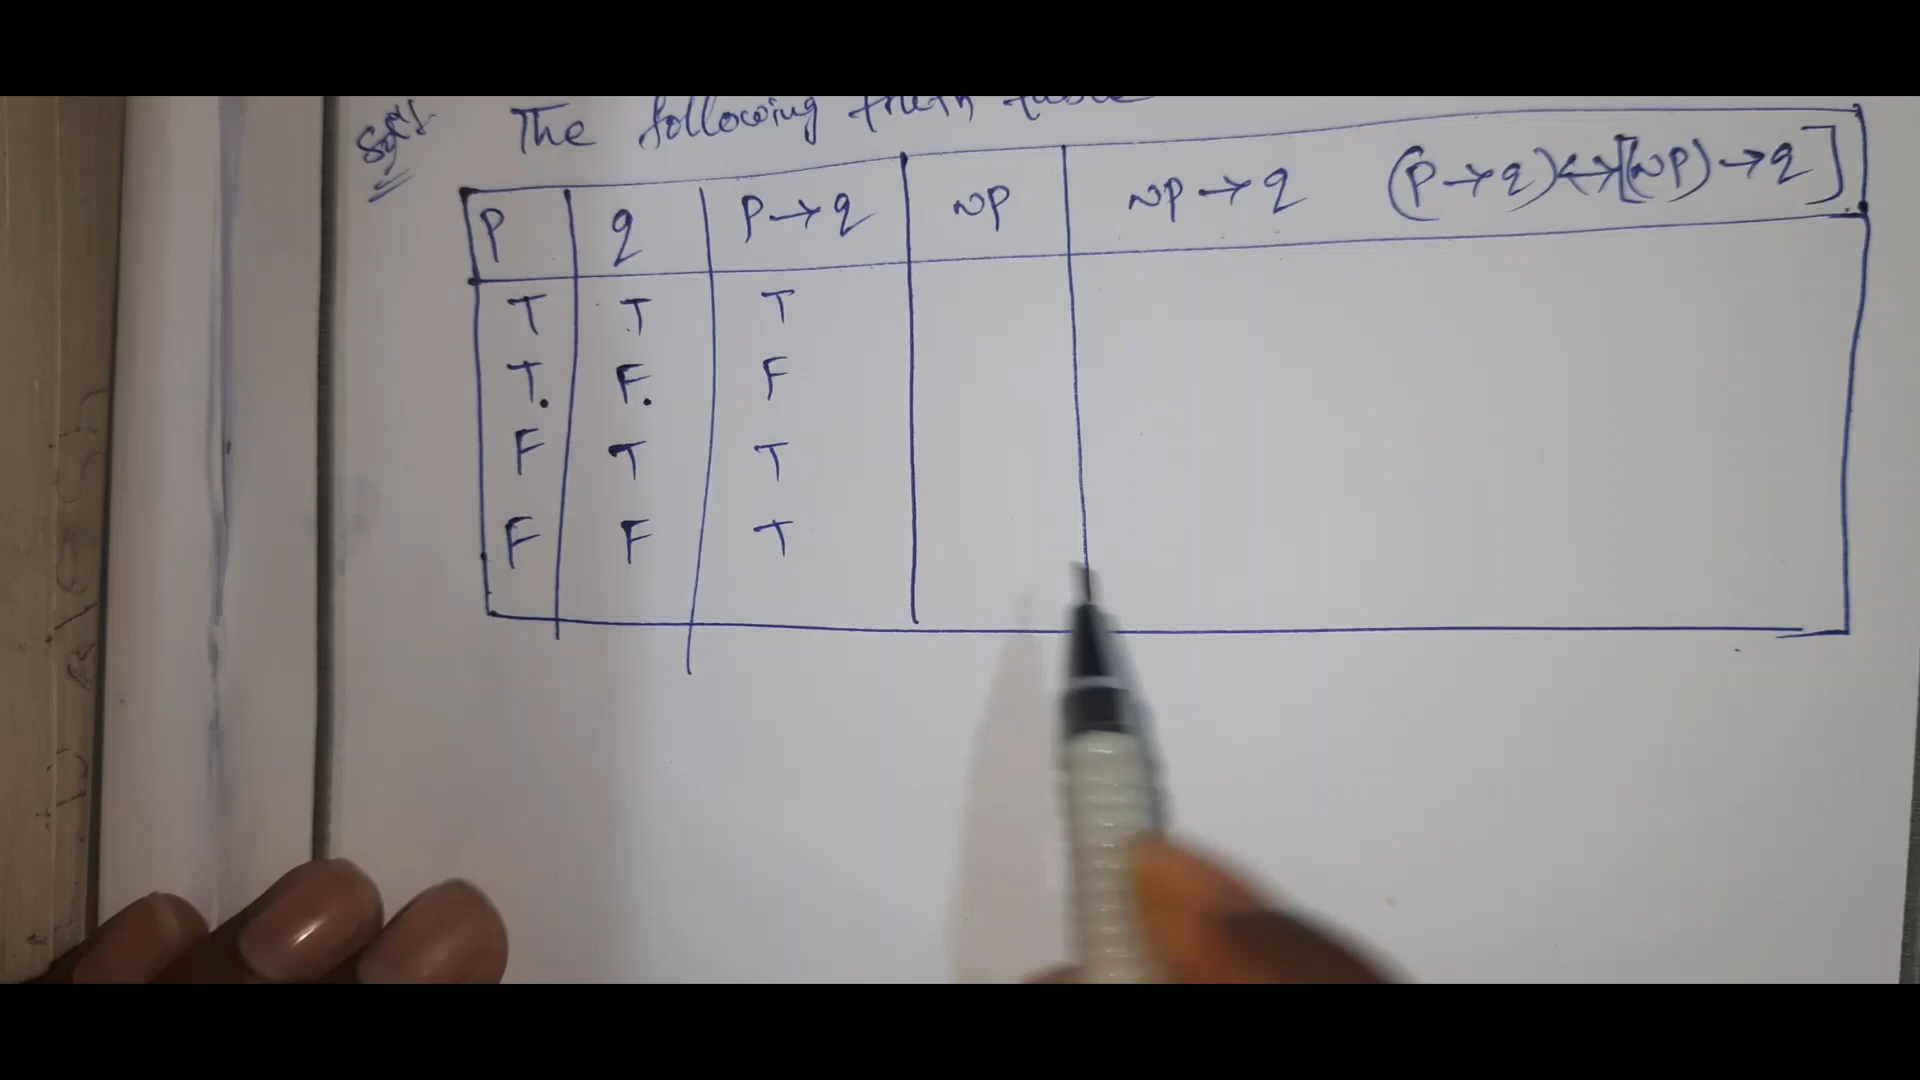 Sol:
The following truth table
P q P→q ~P ~P→q (P→q)↔[(~P)→q]
T T T
T. F. F
F T T
F F T